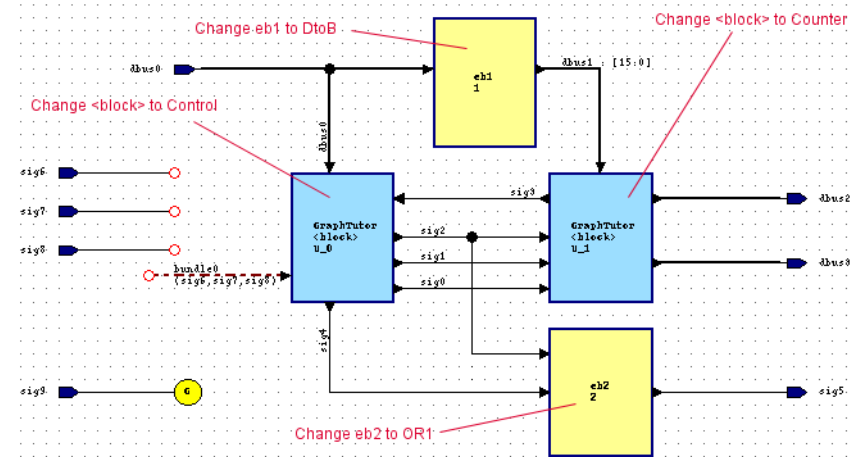 Change <block> to Counter
Change eb1 to DtoB
dbus0
dbus1 : [15:0]
eb1
1
Change <block> to Control
dbus0
sig6
sig7
sig8
bundle0
(sig6,sig7,sig8)
GraphTutor
<block>
U_0
sig3
sig2
sig1
sig0
GraphTutor
<block>
U_1
dbus2
dbus3
sig4
sig9
G
eb2
2
sig5
Change eb2 to OR1